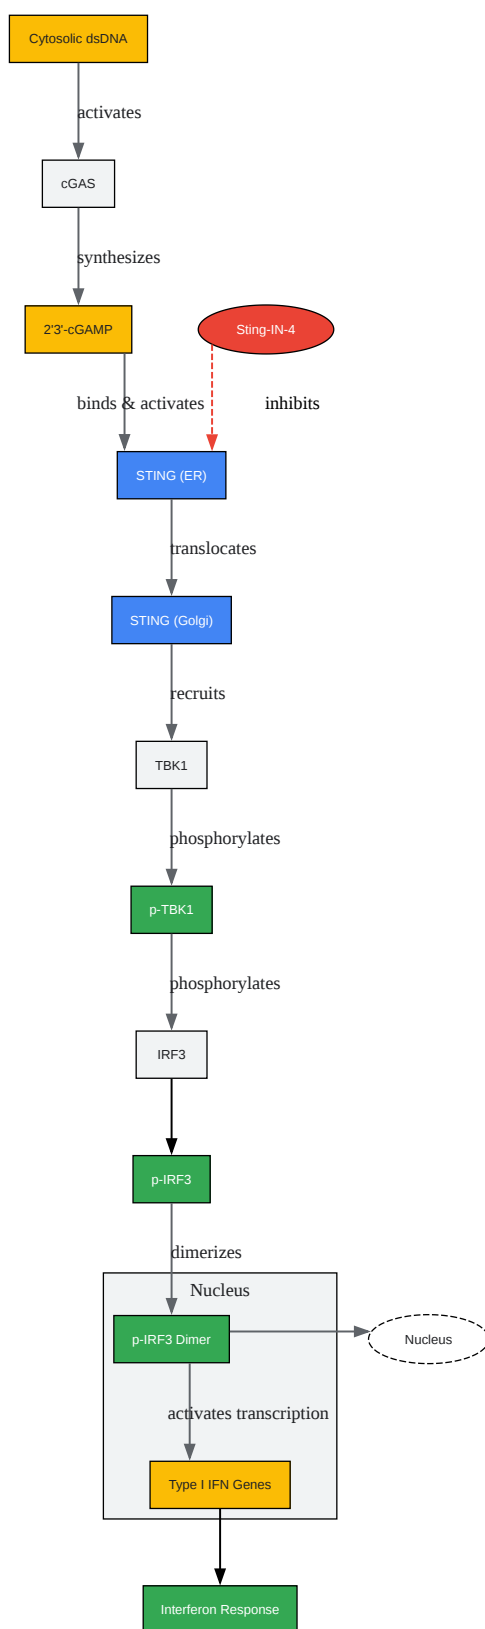 Cytosolic dsDNA
activates
cGAS
synthesizes
2'3'-cGAMP
Sting-IN-4
binds & activates
inhibits
STING (ER)
translocates
STING (Golgi)
recruits
TBK1
phosphorylates
p-TBK1
phosphorylates
IRF3
p-IRF3
dimerizes
Nucleus
p-IRF3 Dimer
Nucleus
activates transcription
Type I IFN Genes
Interferon Response